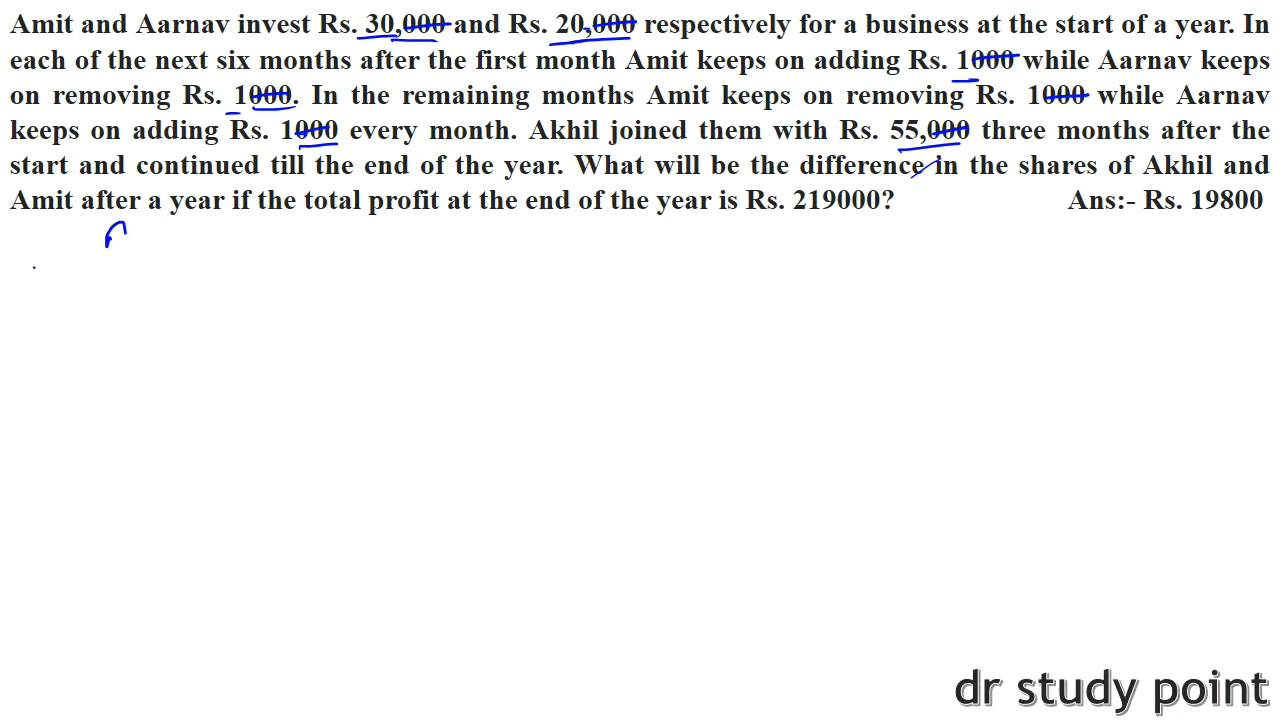 Amit and Aarnav invest Rs. 30,000 and Rs. 20,000 respectively for a business at the start of a year. In
each of the next six months after the first month Amit keeps on adding Rs. 1000 while Aarnav keeps
on removing Rs. 1000. In the remaining months Amit keeps on removing Rs. 1000 while Aarnav
keeps on adding Rs. 1000 every month. Akhil joined them with Rs. 55,000 three months after the
start and continued till the end of the year. What will be the difference in the shares of Akhil and
Amit after a year if the total profit at the end of the year is Rs. 219000? Ans:- Rs. 19800
dr study point